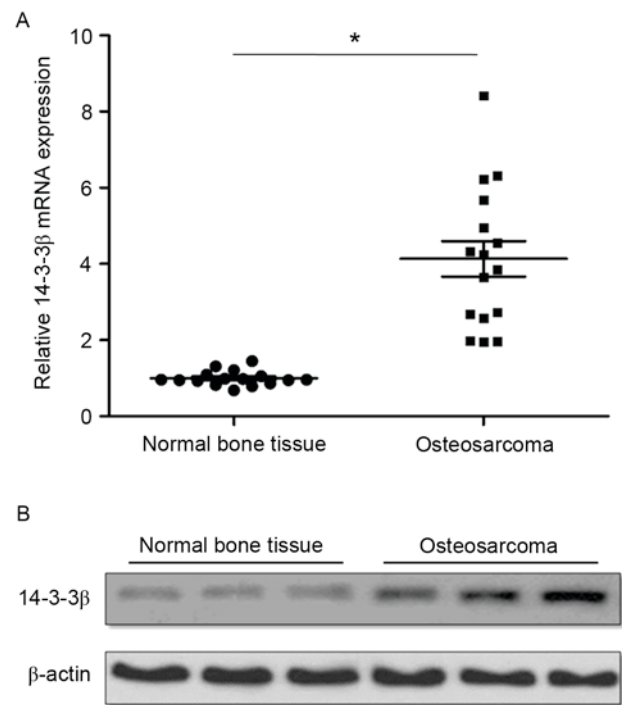 A
*
Relative 14-3-3β mRNA expression
10
8
6
4
2
0
Normal bone tissue
Osteosarcoma
B
Normal bone tissue
Osteosarcoma
14-3-3β
β-actin